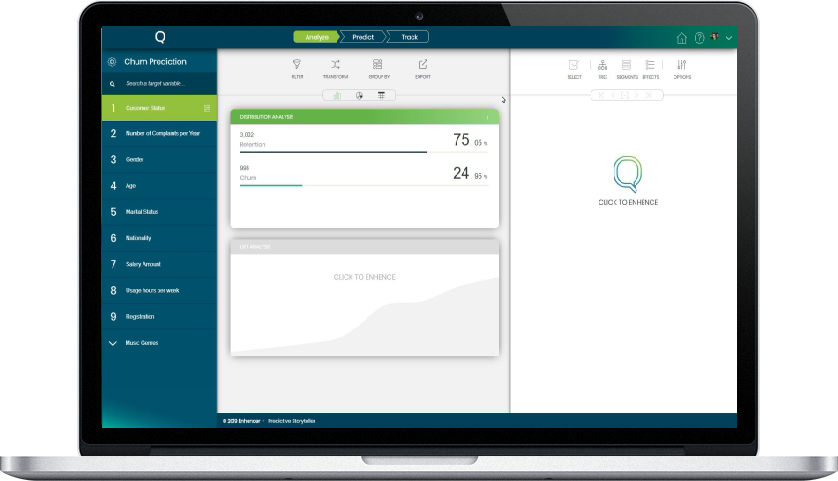 Analyze
Predict
Track
Churn Preciction
Search a target variable...
1 Customer Status
2 Number of Complaints per Year
3 Gender
4 Age
5 Marital Status
6 Nationality
7 Salary Amount
8 Usage hours per week
9 Registration
Music Genres
FILTER
TRANSFORM
GROUP BY
EXPORT
DISTRIBUTION ANALYSIS
3,002
Retention
75.05 %
998
Churn
24.95 %
LIFT ANALYSIS
CLICK TO ENHENCE
SELECT
TREE
SEGMENTS
EFFECTS
OPTIONS
CLICK TO ENHENCE
© 2019 Enhencer - Predictive Storyteller